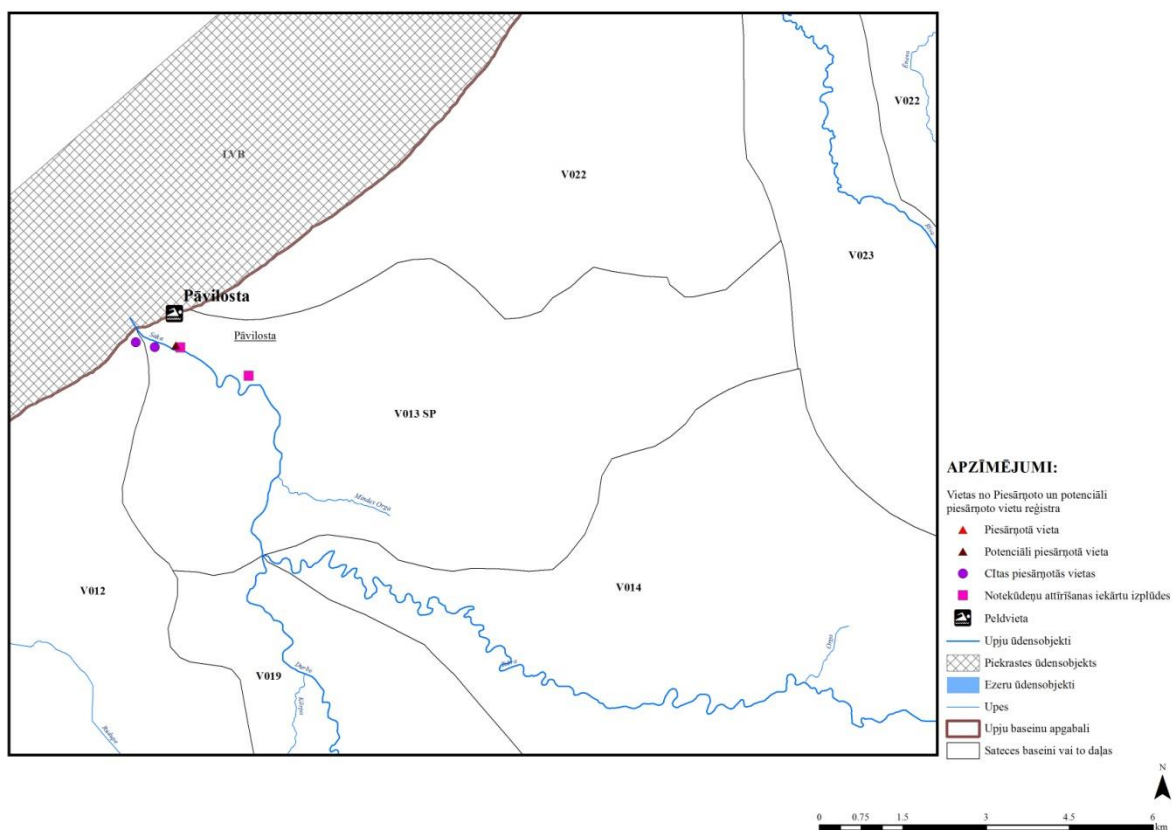 LVB
V022
V022
V023
Pāvilosta
Saka
Pāvilosta
V013 SP
Mindes Orga
V012
V014
V019
Durbe
Orga
APZĪMĒJUMI:
Vietas no Piesārņoto un potenciāli
piesārņoto vietu reģistra
Piesārņotā vieta
Potenciāli piesārņotā vieta
CItas piesārņotās vietas
Notekūdeņu attīrīšanas iekārtu izplūdes
Peldvieta
Upju ūdensobjekti
Piekrastes ūdensobjekts
Ezeru ūdensobjekti
Upes
Upju baseinu apgabali
Sateces baseini vai to daļas
N
0 0.75 1.5 3 4.5 6
km